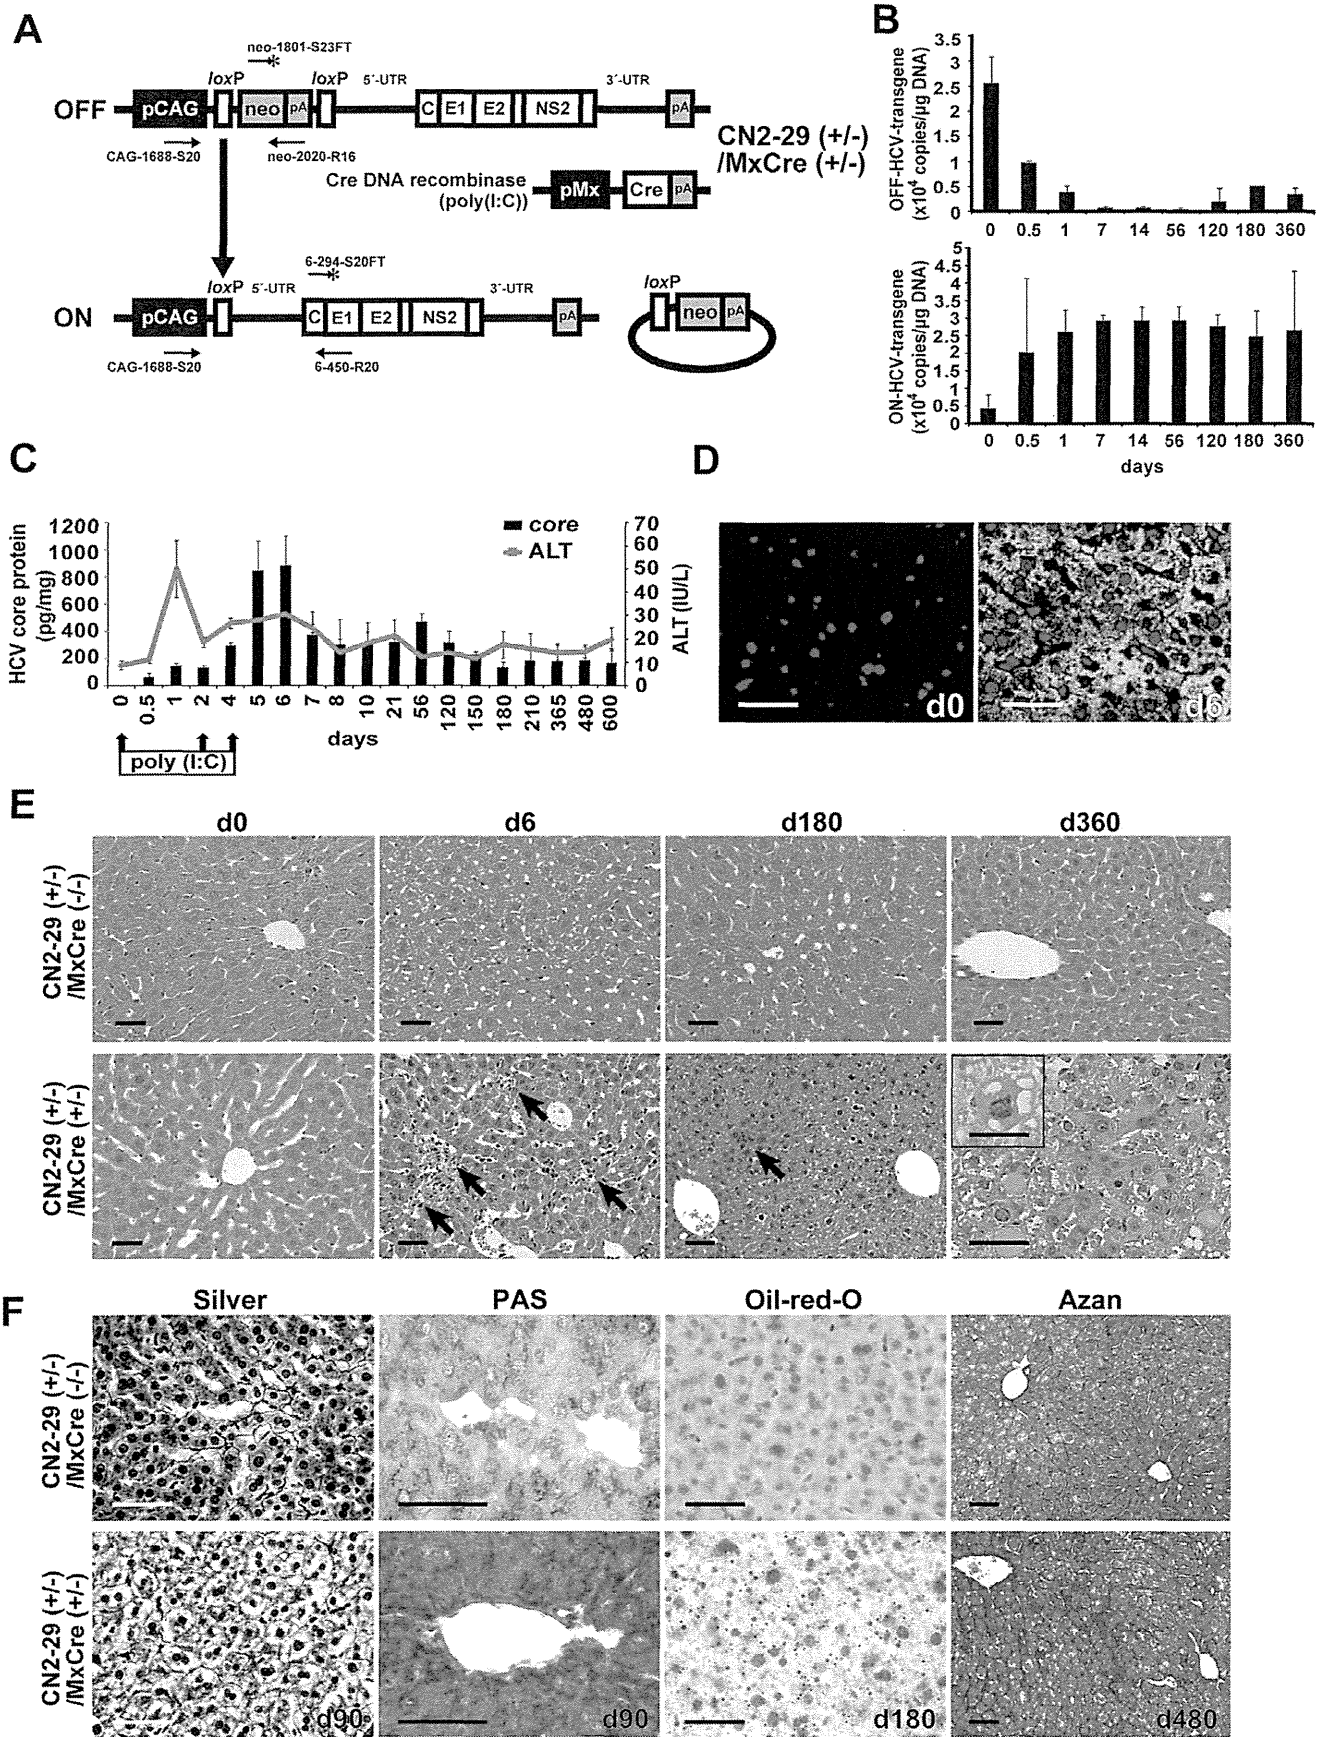 A
neo-1801-S23FT
loxP loxP 5´-UTR 3´-UTR
OFF pCAG neo pA C E1 E2 NS2 pA
CAG-1688-S20 neo-2020-R16
CN2-29 (+/-)
/MxCre (+/-)
Cre DNA recombinase
(poly(I:C))
pMx Cre pA
6-294-S20FT
loxP 5´-UTR 3´-UTR
ON pCAG C E1 E2 NS2 pA
CAG-1688-S20 6-450-R20
loxP
neo pA
B
OFF-HCV-transgene
(x10⁴ copies/µg DNA)
3.5
3
2.5
2
1.5
1
0.5
0
0 0.5 1 7 14 56 120 180 360
ON-HCV-transgene
(x10⁴ copies/µg DNA)
5
4.5
4
3.5
3
2.5
2
1.5
1
0.5
0
0 0.5 1 7 14 56 120 180 360
days
C
HCV core protein
(pg/mg)
1200
1000
800
600
400
200
0
core
ALT
70
60
50
40
30
20
10
0
ALT (IU/L)
0 0.5 1 2 4 5 6 7 8 10 21 56 120 150 180 210 365 480 600
days
poly (I:C)
D
d0 d6
E
d0 d6 d180 d360
CN2-29 (+/-)
/MxCre (-/-)
CN2-29 (+/-)
/MxCre (+/-)
F
Silver PAS Oil-red-O Azan
CN2-29 (+/-)
/MxCre (-/-)
CN2-29 (+/-)
/MxCre (+/-)
d90 d90 d180 d480